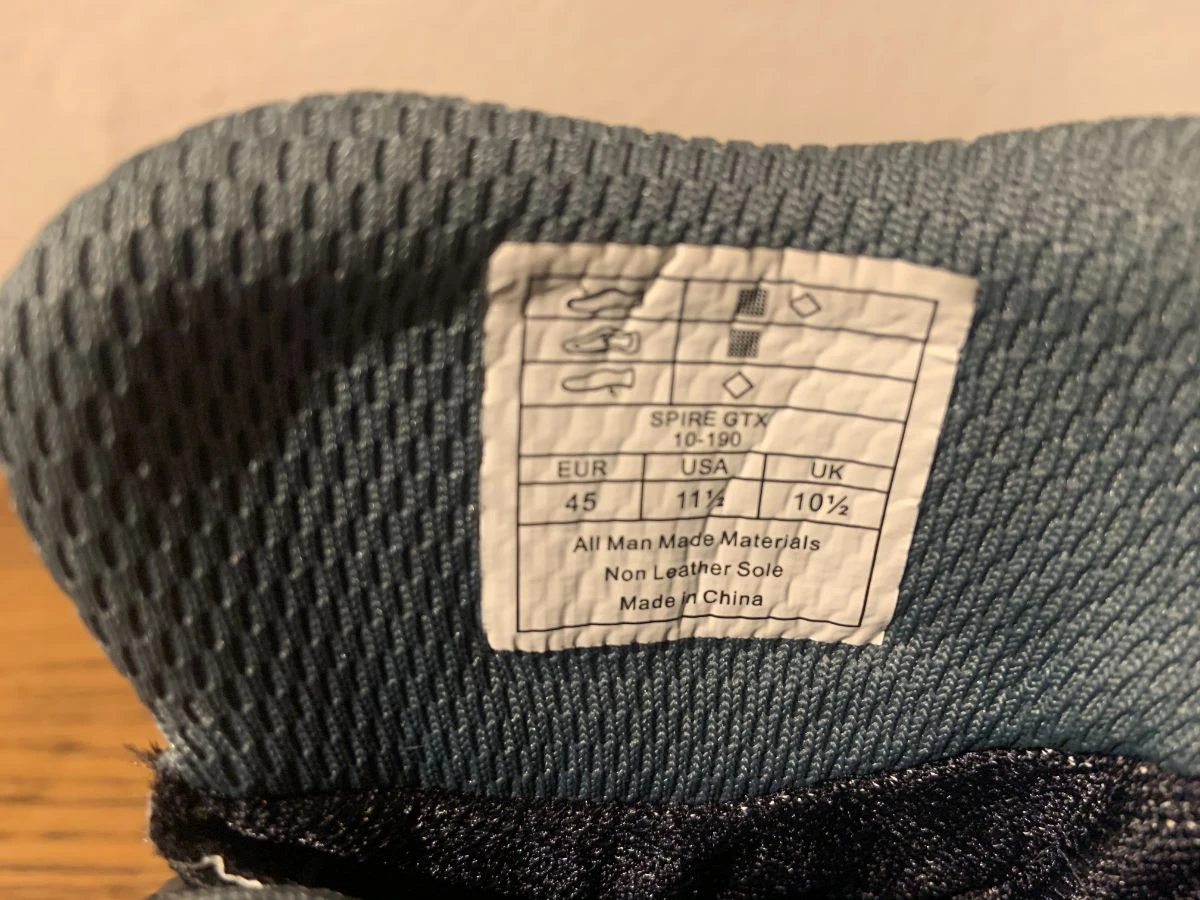 SPIRE GTX
10-190
EUR USA UK
45 11½ 10½
All Man Made Materials
Non Leather Sole
Made in China